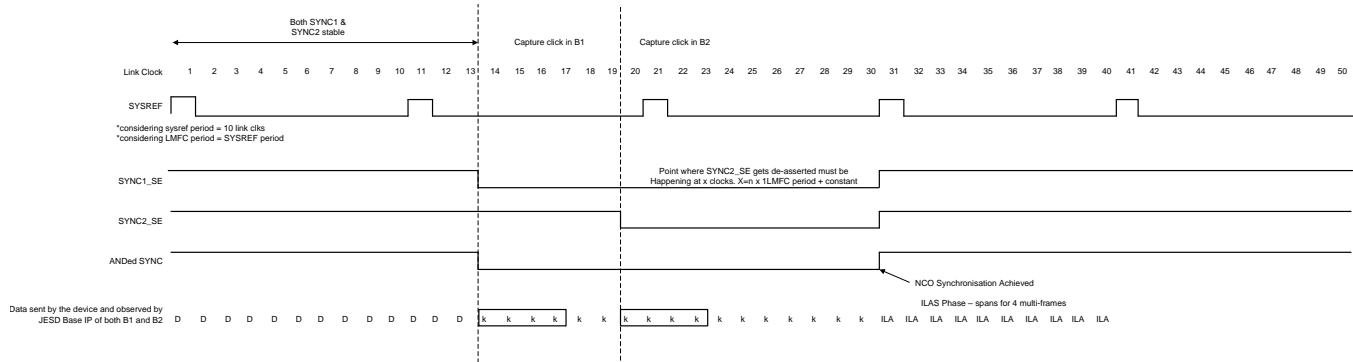 Both SYNC1 &
SYNC2 stable
Capture click in B1
Capture click in B2
Link Clock 1 2 3 4 5 6 7 8 9 10 11 12 13 14 15 16 17 18 19 20 21 22 23 24 25 26 27 28 29 30 31 32 33 34 35 36 37 38 39 40 41 42 43 44 45 46 47 48 49 50
SYSREF
*considering sysref period = 10 link clks
*considering LMFC period = SYSREF period
Point where SYNC2_SE gets de-asserted must be
Happening at x clocks. X=n x 1LMFC period + constant
SYNC1_SE
SYNC2_SE
ANDed SYNC
NCO Synchronisation Achieved
ILAS Phase – spans for 4 multi-frames
Data sent by the device and observed by
JESD Base IP of both B1 and B2 D D D D D D D D D D D D D k k k k k k k k k k k k k k k k k ILA ILA ILA ILA ILA ILA ILA ILA ILA ILA